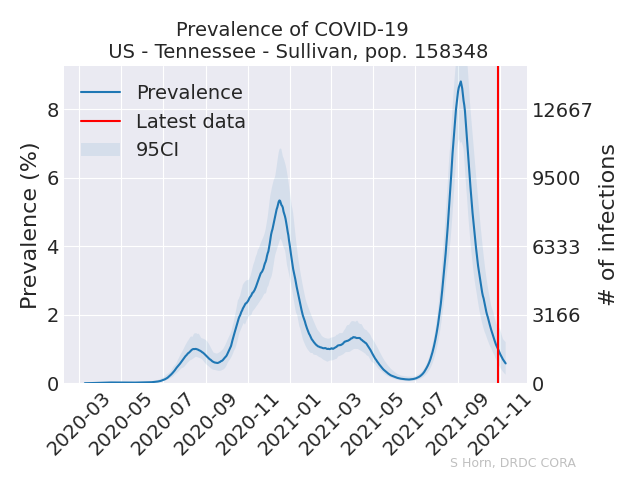 Prevalence of COVID-19
US - Tennessee - Sullivan, pop. 158348
Prevalence
Latest data
95CI
Prevalence (%)
8
6
4
2
0
12667
9500
6333
3166
0
# of infections
2020-03
2020-05
2020-07
2020-09
2020-11
2021-01
2021-03
2021-05
2021-07
2021-09
2021-11
S Horn, DRDC CORA